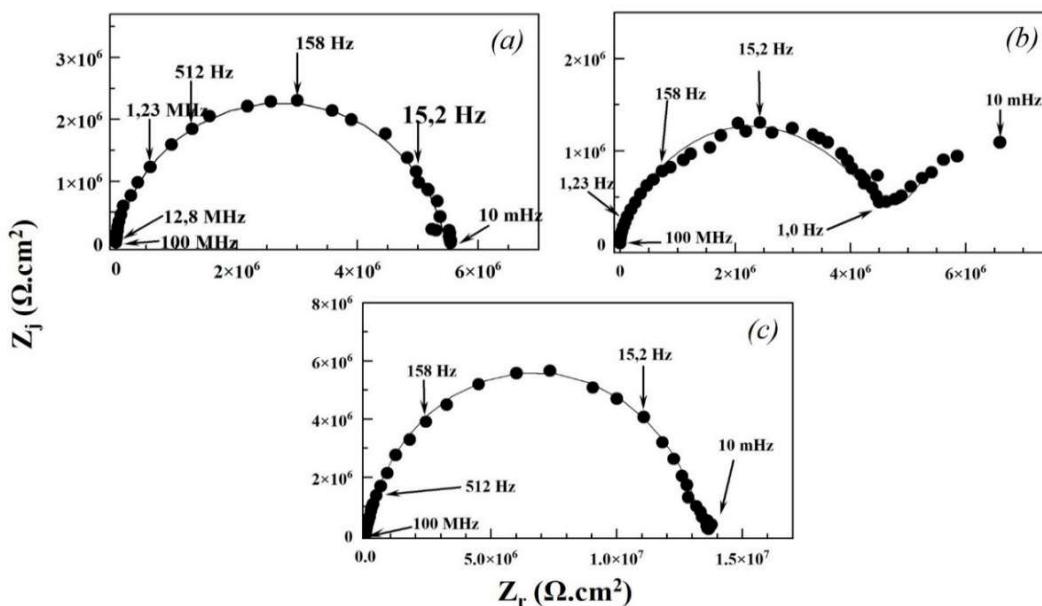 (a)
3×10⁶
158 Hz
512 Hz
2×10⁶
1,23 MHz
15,2 Hz
1×10⁶
12,8 MHz
10 mHz
100 MHz
0
0
2×10⁶
4×10⁶
6×10⁶
(b)
2×10⁶
15,2 Hz
10 mHz
158 Hz
1×10⁶
1,23 Hz
1,0 Hz
100 MHz
0
0
2×10⁶
4×10⁶
6×10⁶
Zⱼ (Ω.cm²)
(c)
8×10⁶
15,2 Hz
158 Hz
6×10⁶
4×10⁶
10 mHz
2×10⁶
512 Hz
100 MHz
0
0.0
5.0×10⁶
1.0×10⁷
1.5×10⁷
Zᵣ (Ω.cm²)